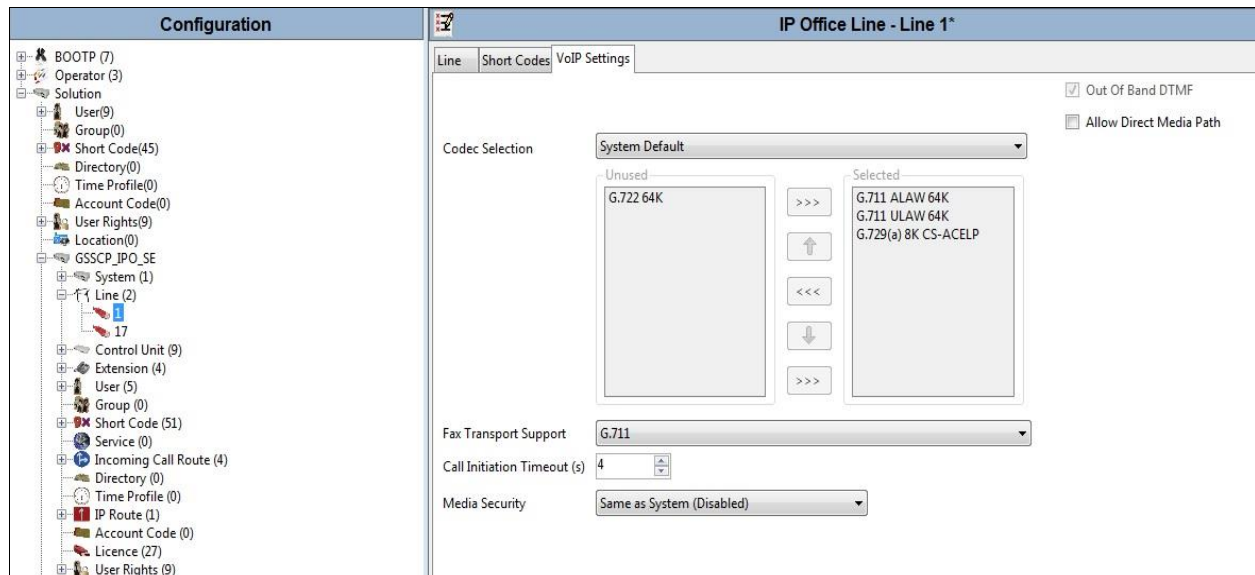 Configuration
BOOTP (7)
Operator (3)
Solution
User(9)
Group(0)
Short Code(45)
Directory(0)
Time Profile(0)
Account Code(0)
User Rights(9)
Location(0)
GSSCP_IPO_SE
System (1)
Line (2)
1
17
Control Unit (9)
Extension (4)
User (5)
Group (0)
Short Code (51)
Service (0)
Incoming Call Route (4)
Directory (0)
Time Profile (0)
IP Route (1)
Account Code (0)
Licence (27)
User Rights (9)
IP Office Line - Line 1*
Line Short Codes VoIP Settings
Out Of Band DTMF
Allow Direct Media Path
Codec Selection System Default
Unused
G.722 64K
>>>
<<<
>>>
Selected
G.711 ALAW 64K
G.711 ULAW 64K
G.729(a) 8K CS-ACELP
Fax Transport Support G.711
Call Initiation Timeout (s) 4
Media Security Same as System (Disabled)